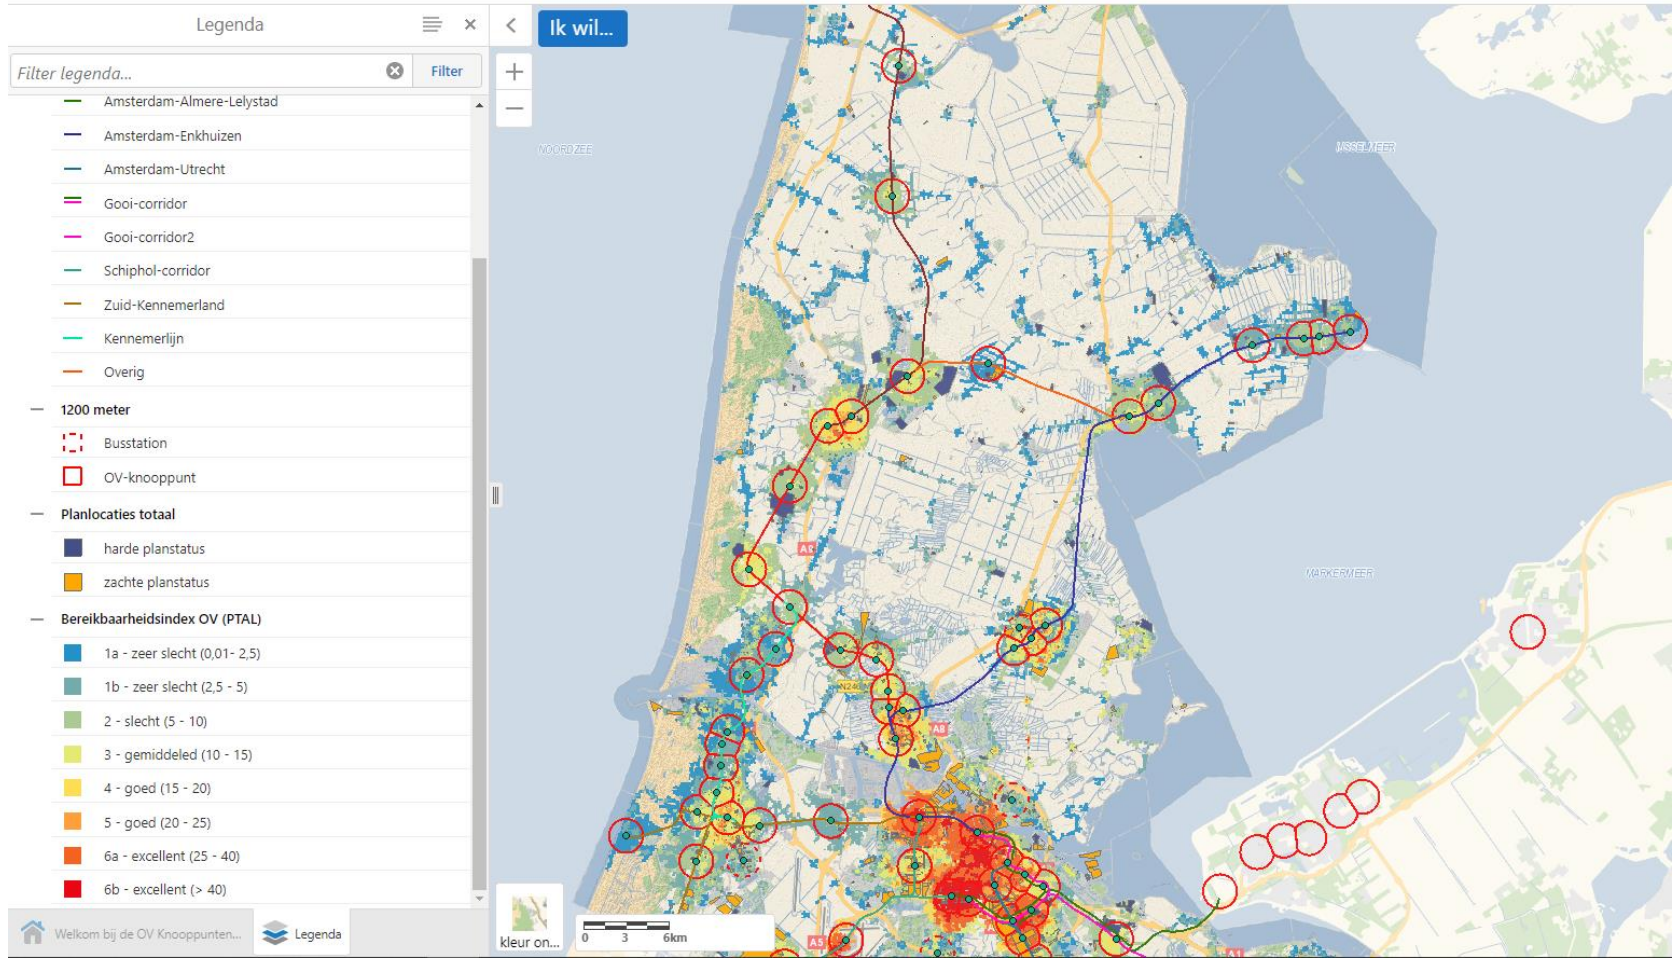 Legenda
Filter legenda...
Filter
Amsterdam-Almere-Lelystad
Amsterdam-Enkhuizen
Amsterdam-Utrecht
Gooi-corridor
Gooi-corridor2
Schiphol-corridor
Zuid-Kennemerland
Kennemerlijn
Overig
1200 meter
Busstation
OV-knooppunt
Planlocaties totaal
harde planstatus
zachte planstatus
Bereikbaarheidsindex OV (PTAL)
1a - zeer slecht (0,01- 2,5)
1b - zeer slecht (2,5 - 5)
2 - slecht (5 - 10)
3 - gemiddeled (10 - 15)
4 - goed (15 - 20)
5 - goed (20 - 25)
6a - excellent (25 - 40)
6b - excellent (> 40)
Welkom bij de OV Knooppunten...
Legenda
Ik wil...
NOORDZEE
IJSSELMEER
A9
MARKERMEER
A8
A5
A1
kleur on...
0 3 6km